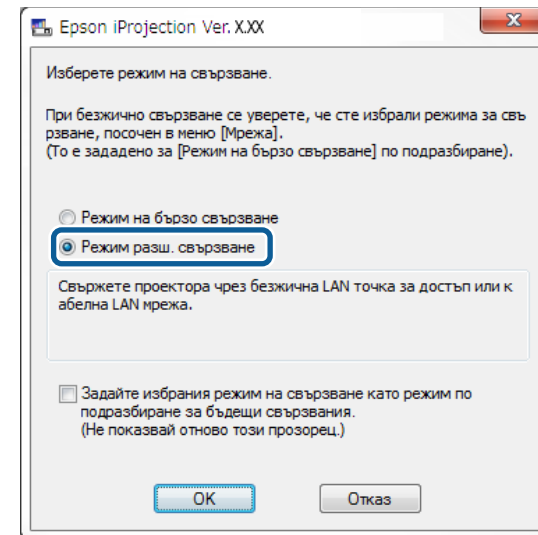 Epson iProjection Ver. X.XX
Изберете режим на свързване.
При безжично свързване се уверете, че сте избрали режима за свъ
рзване, посочен в меню [Мрежа].
(То е зададено за [Режим на бързо свързване] по подразбиране).
Режим на бързо свързване
Режим разш. свързване
Свържете проектора чрез безжична LAN точка за достъп или к
абелна LAN мрежа.
Задайте избрания режим на свързване като режим по
подразбиране за бъдещи свързвания.
(Не показвай отново този прозорец.)
OK
Отказ